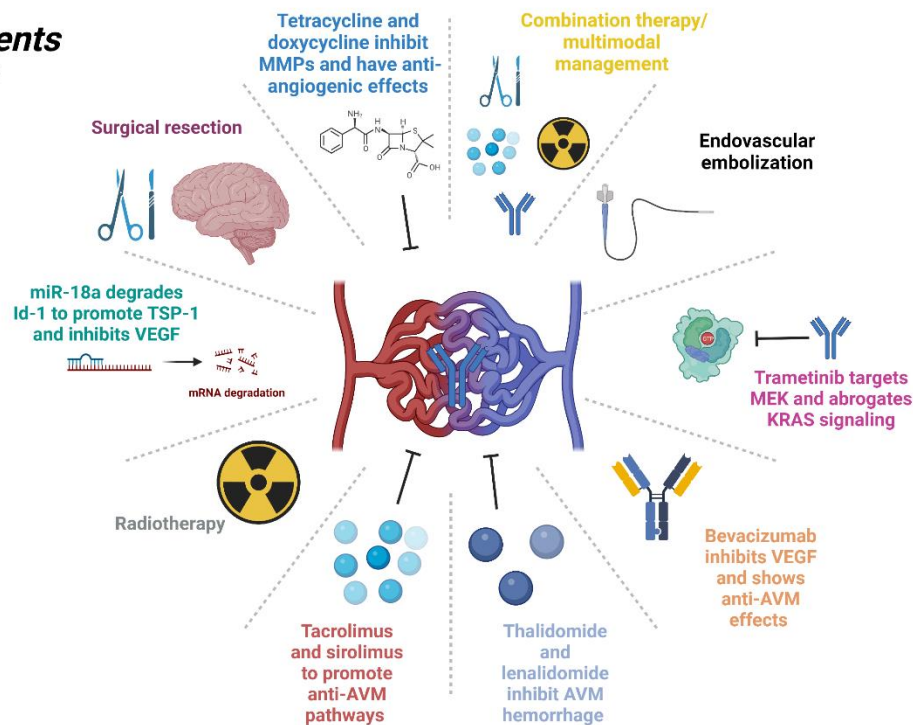 ents
Tetracycline and
doxycycline inhibit
MMPs and have anti-
angiogenic effects
NH₂
H
N
O
H
S
N
O
O
OH
Combination therapy/
multimodal
management
Surgical resection
Endovascular
embolization
miR-18a degrades
Id-1 to promote TSP-1
and inhibits VEGF
mRNA degradation
GTP
Trametinib targets
MEK and abrogates
KRAS signaling
Radiotherapy
Bevacizumab
inhibits VEGF
and shows
anti-AVM
effects
Tacrolimus
and sirolimus
to promote
anti-AVM
pathways
Thalidomide
and
lenalidomide
inhibit AVM
hemorrhage